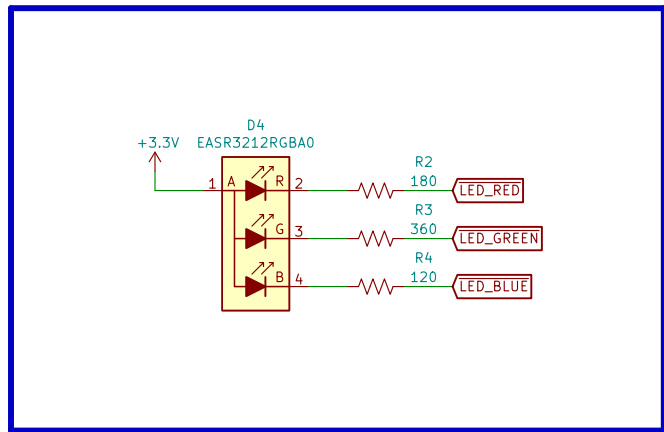 D4
+3.3V
EASR3212RGBA0
1
A
R
2
R2
180
LED_RED
G
3
R3
360
LED_GREEN
B
4
R4
120
LED_BLUE